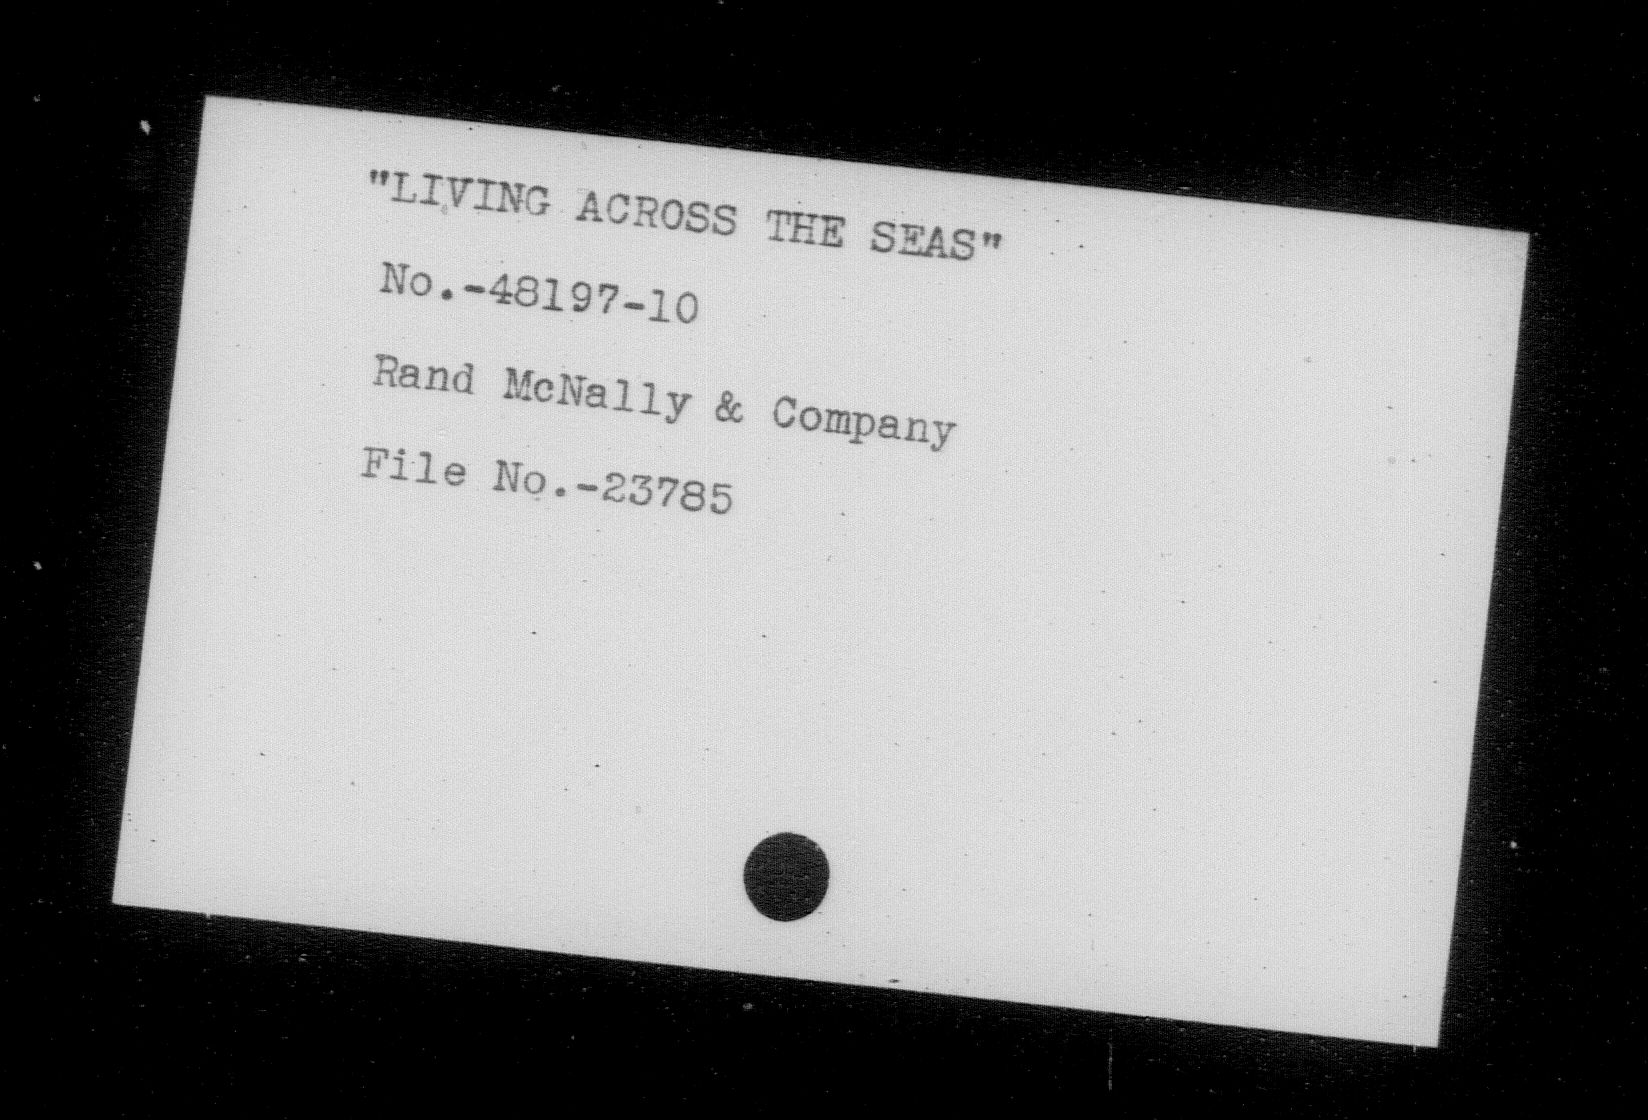 "LIVING ACROSS THE SEAS"
No.-48197-10
Rand McNally & Company
File No.-23785